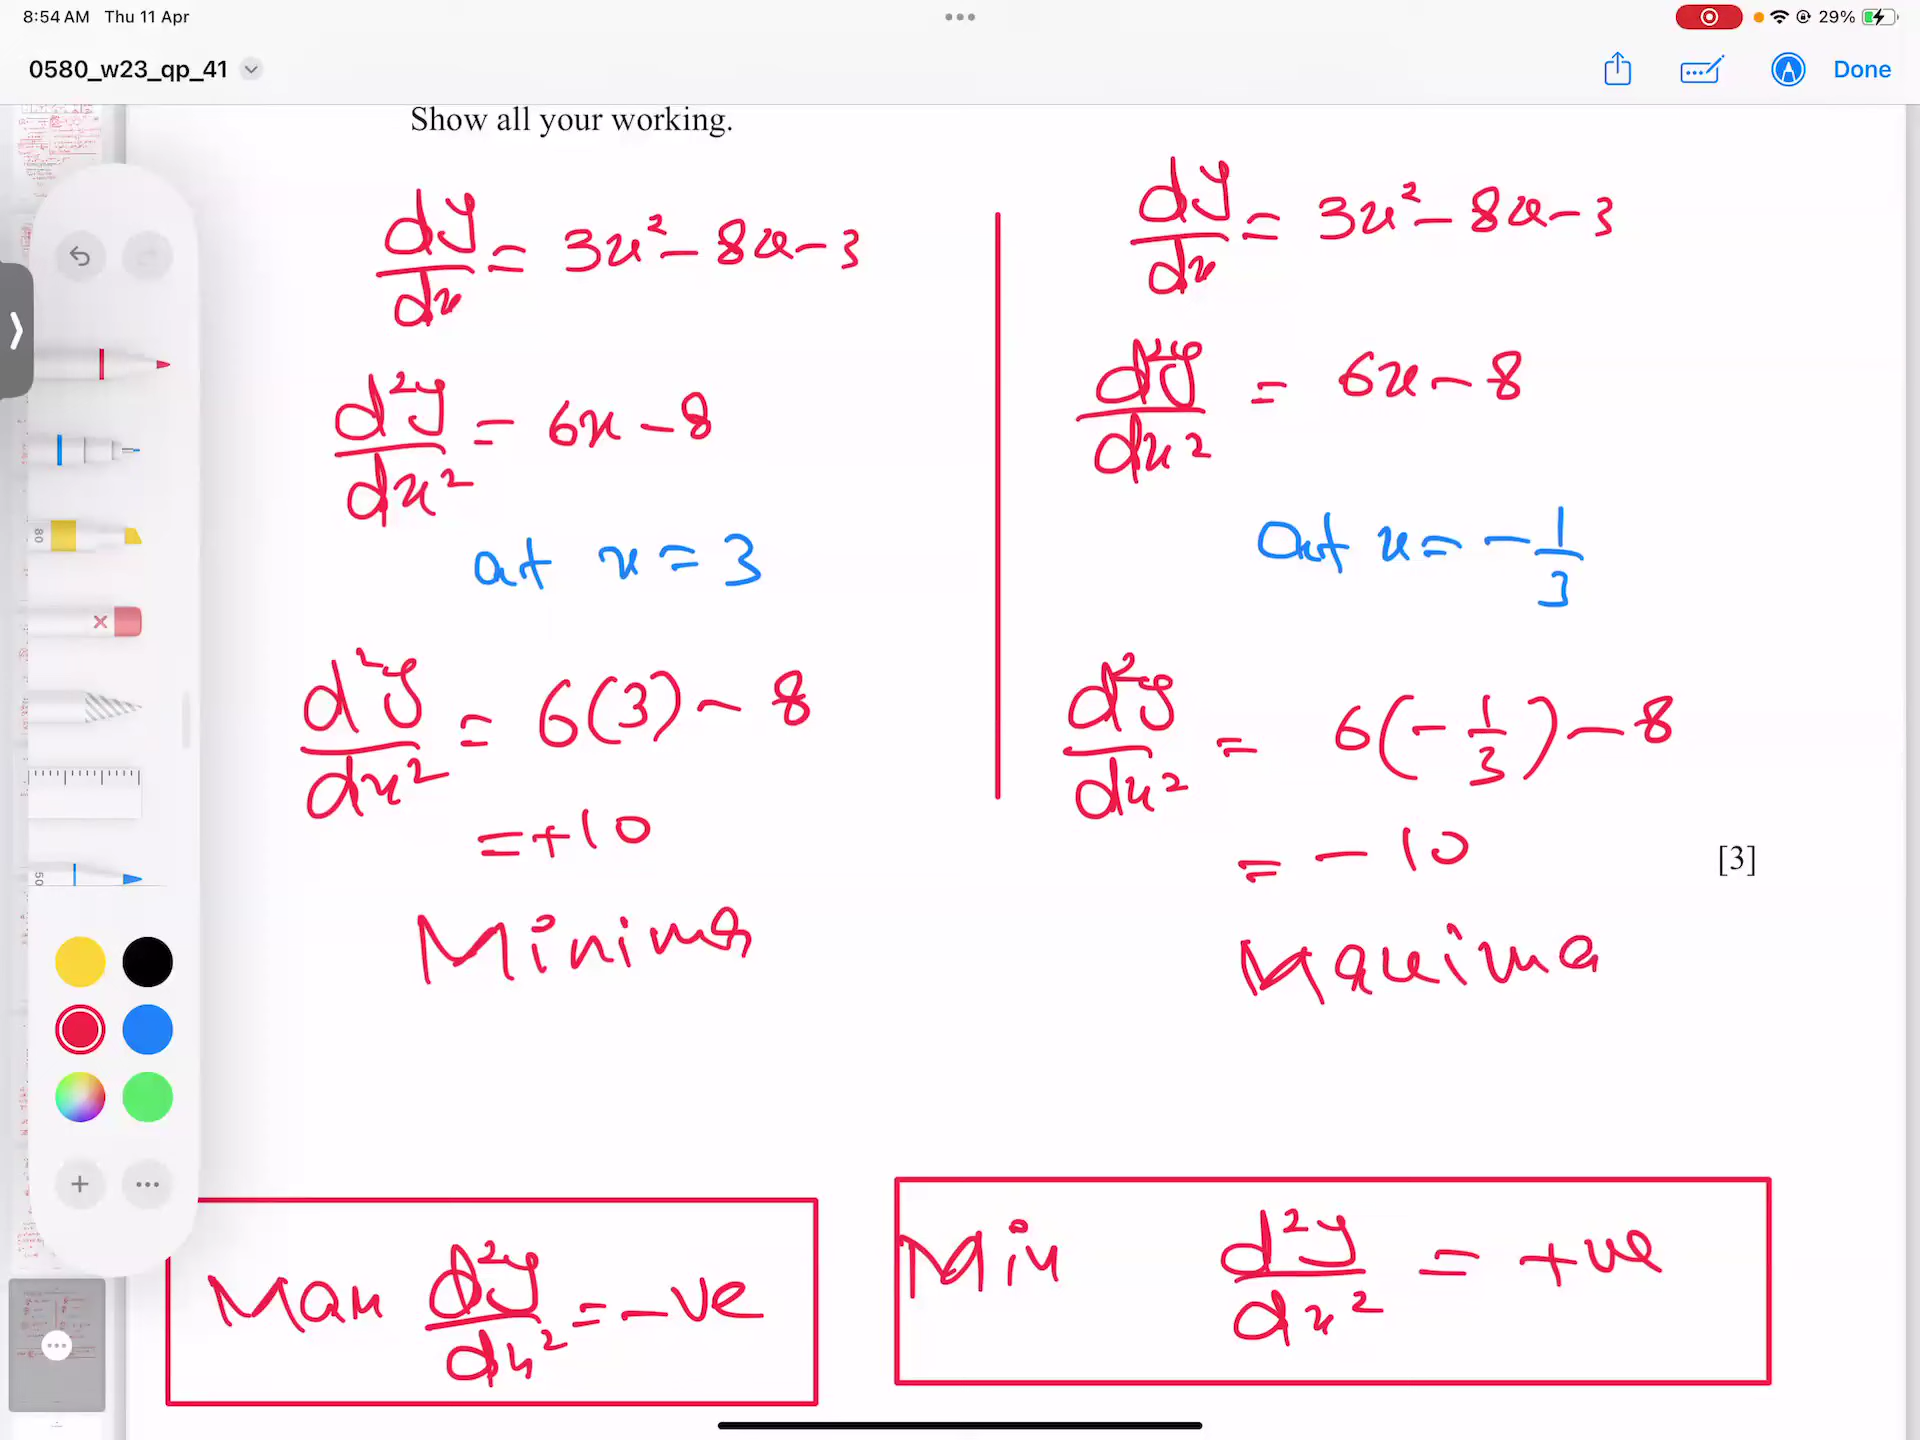 8:54 AM Thu 11 Apr
29%
0580_w23_qp_41
Done
Show all your working.
dy/dx = 3x² - 8x - 3
d²y/dx² = 6x - 8
at x = 3
d²y/dx² = 6(3) - 8
= +10
Minima
dy/dx = 3x² - 8x - 3
d²y/dx² = 6x - 8
at x = -1/3
d²y/dx² = 6(-1/3) - 8
= -10
[3]
Maxima
Max d²y/dx² = -ve
Min d²y/dx² = +ve
80
50